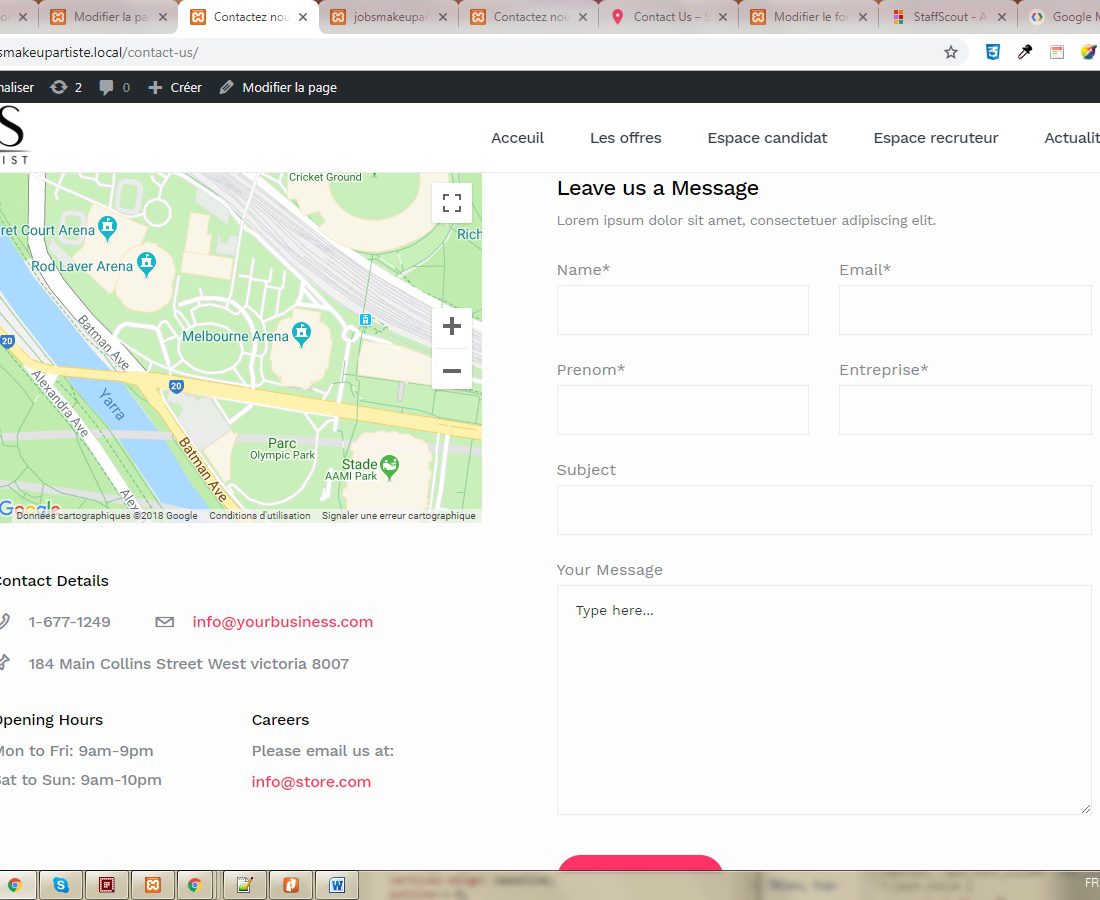 Modifier la pa
Contactez nou
jobsmakeupar
Contactez nou
Contact Us – S
Modifier le for
StaffScout - A
Google M
smakeupartiste.local/contact-us/
naliser
2
0
Créer
Modifier la page
S
IST
Acceuil
Les offres
Espace candidat
Espace recruteur
Actualit
Cricket Ground
ret Court Arena
Rich
Rod Laver Arena
Batman Ave
Melbourne Arena
20
20
Alexandra Ave
Yarra
Batman Ave
Parc
Olympic Park
Stade
AAMI Park
Alex
Google
Données cartographiques ©2018 Google
Conditions d'utilisation
Signaler une erreur cartographique
Leave us a Message
Lorem ipsum dolor sit amet, consectetuer adipiscing elit.
Name*
Email*
Prenom*
Entreprise*
Subject
Your Message
Type here...
Contact Details
1-677-1249
info@yourbusiness.com
184 Main Collins Street West victoria 8007
Opening Hours
Mon to Fri: 9am-9pm
Sat to Sun: 9am-10pm
Careers
Please email us at:
info@store.com
FR